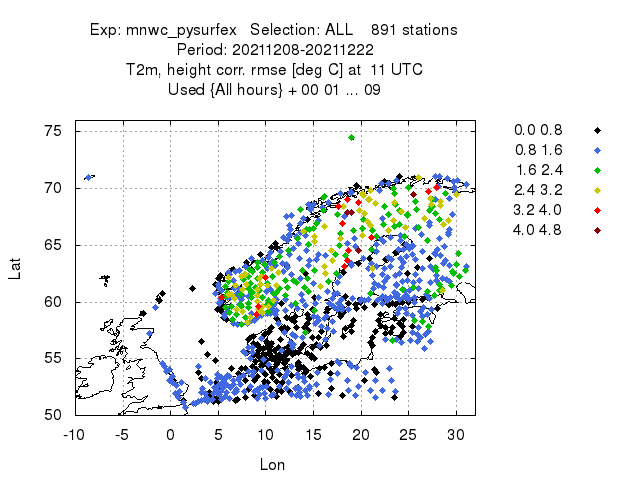 Exp: mnwc_pysurfex   Selection: ALL    891 stations
Period: 20211208-20211222
T2m, height corr. rmse [deg C] at  11 UTC
Used {All hours} + 00 01 ... 09
0.0 0.8
0.8 1.6
1.6 2.4
2.4 3.2
3.2 4.0
4.0 4.8
75
70
65
60
55
50
Lat
-10 -5 0 5 10 15 20 25 30
Lon